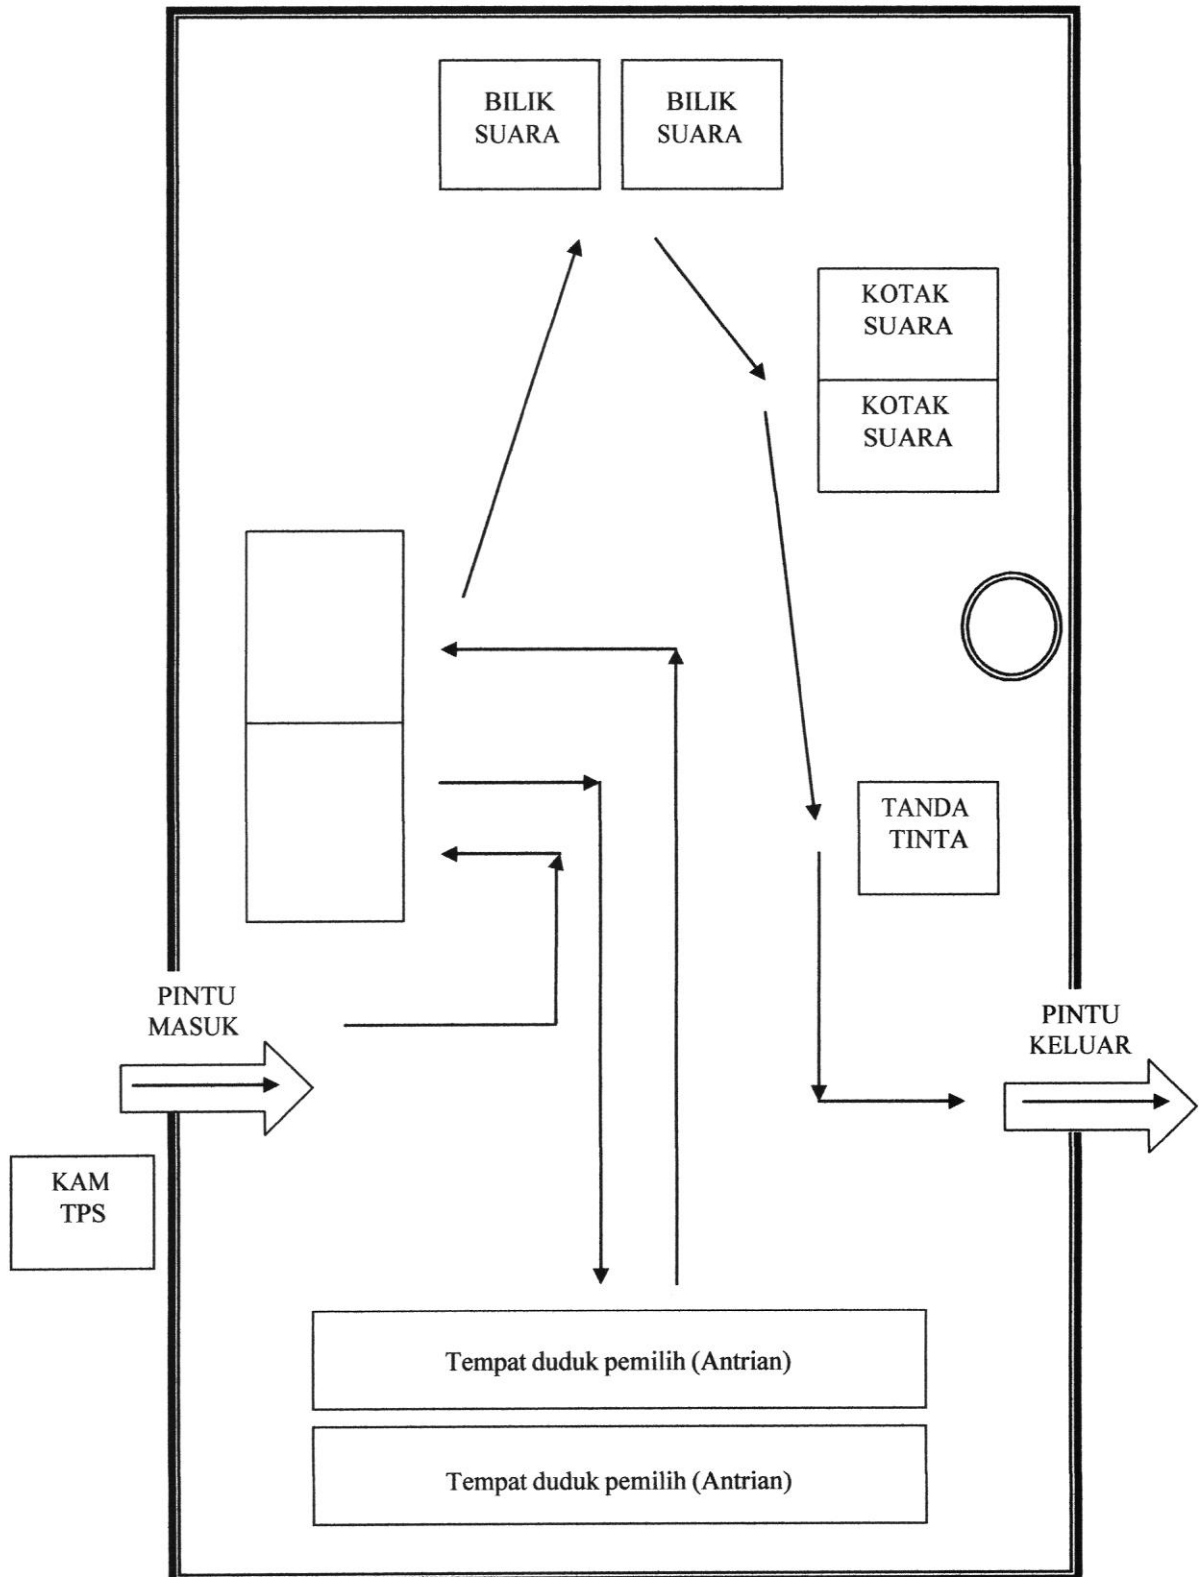 BILIK
SUARA
BILIK
SUARA
KOTAK
SUARA
KOTAK
SUARA
TANDA
TINTA
PINTU
MASUK
PINTU
KELUAR
KAM
TPS
Tempat duduk pemilih (Antrian)
Tempat duduk pemilih (Antrian)